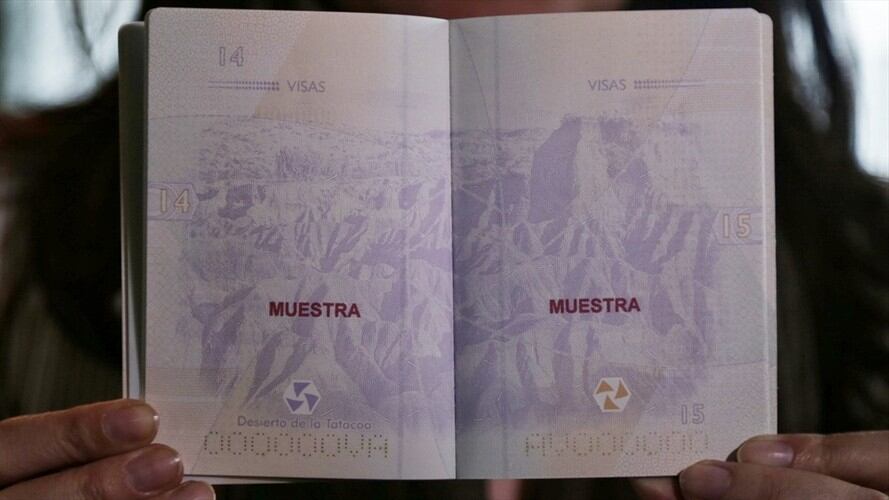 14
VISAS
14
MUESTRA
Desierto de la Tatacoa
VISAS
15
MUESTRA
15